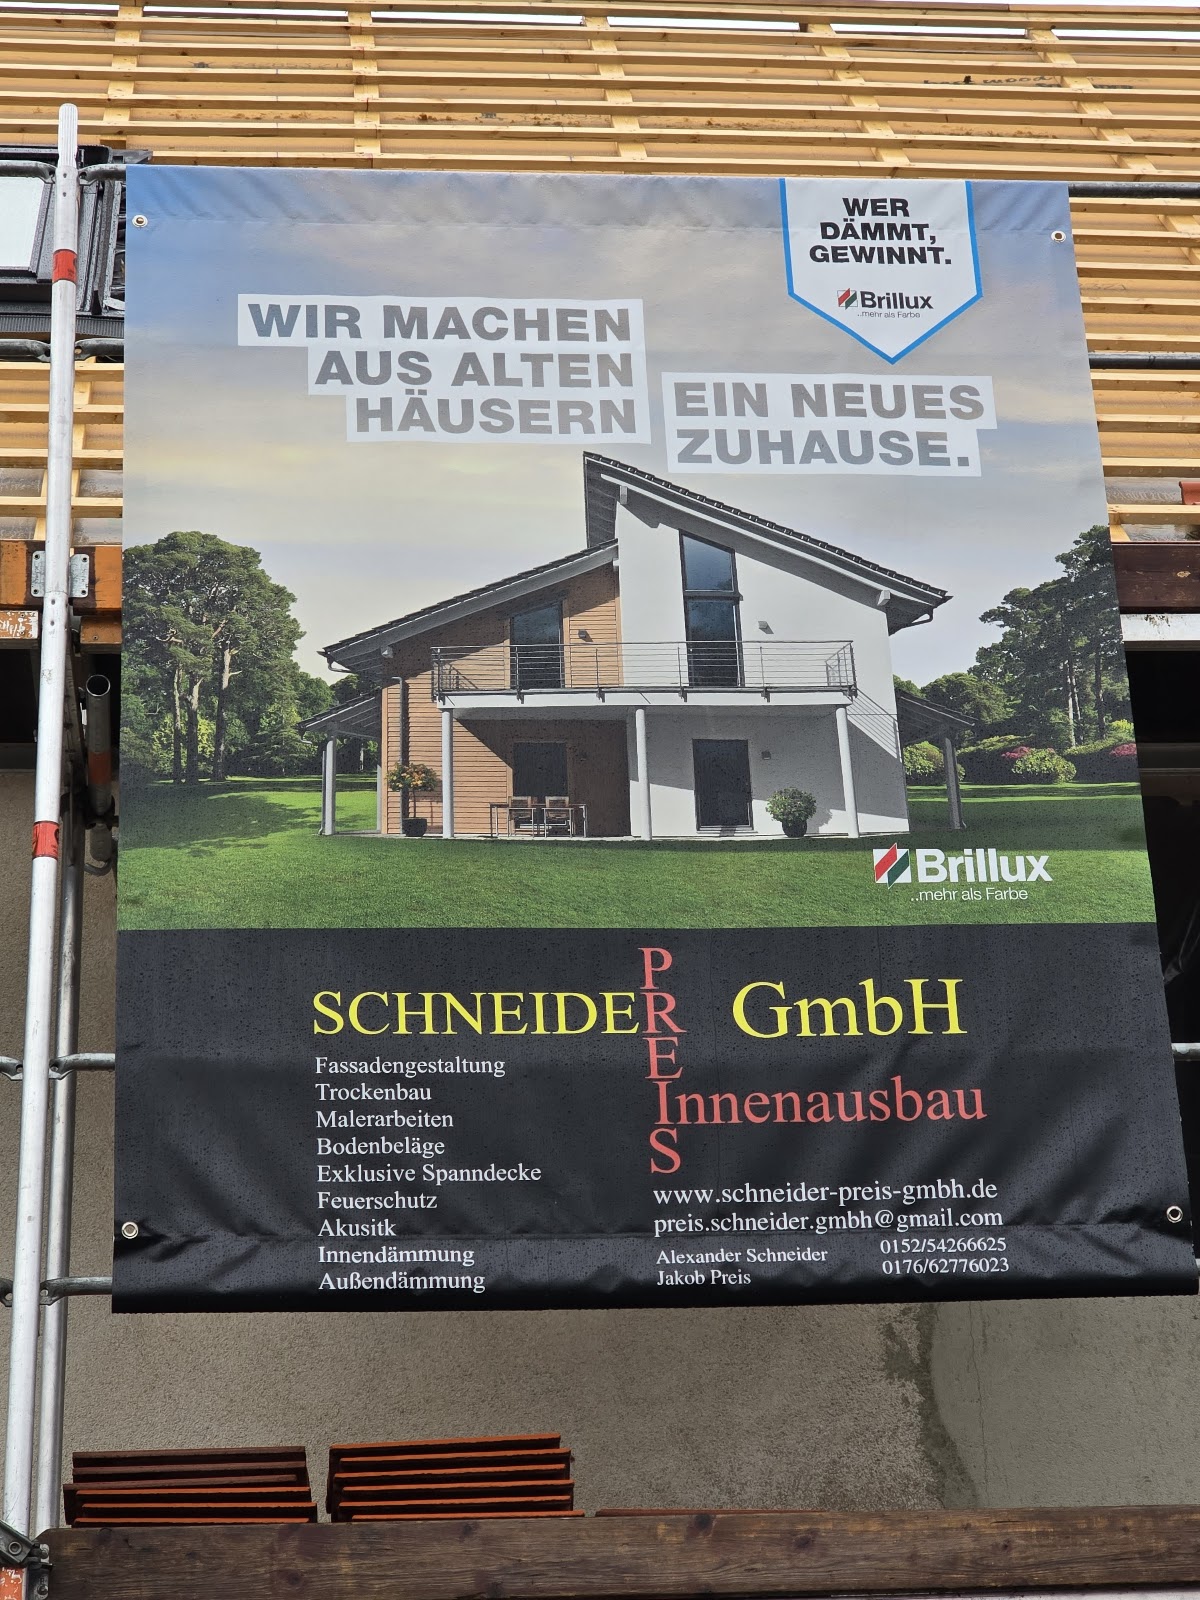 WER
DÄMMT,
GEWINNT.
Brillux
..mehr als Farbe
WIR MACHEN
AUS ALTEN
HÄUSERN
EIN NEUES
ZUHAUSE.
Brillux
..mehr als Farbe
SCHNEIDER GmbH
PREIS
Innenausbau
Fassadengestaltung
Trockenbau
Malerarbeiten
Bodenbeläge
Exklusive Spanndecke
Feuerschutz
Akusitk
Innendämmung
Außendämmung
www.schneider-preis-gmbh.de
preis.schneider.gmbh@gmail.com
Alexander Schneider 0152/54266625
Jakob Preis 0176/62776023